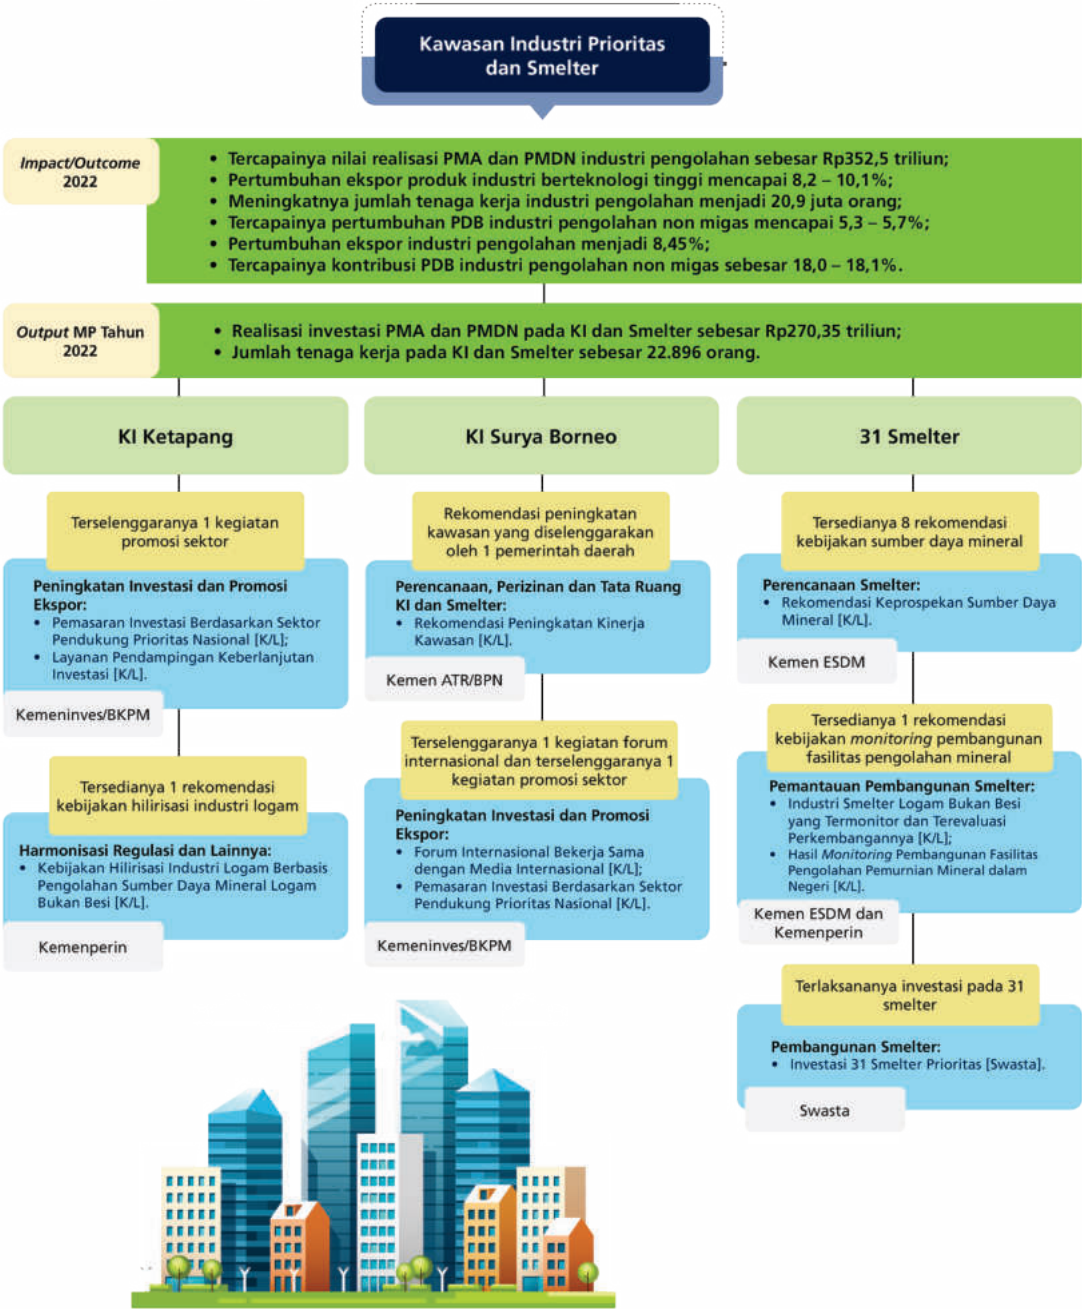 Kawasan Industri Prioritas
dan Smelter
Impact/Outcome
2022
• Tercapainya nilai realisasi PMA dan PMDN industri pengolahan sebesar Rp352,5 triliun;
• Pertumbuhan ekspor produk industri berteknologi tinggi mencapai 8,2 – 10,1%;
• Meningkatnya jumlah tenaga kerja industri pengolahan menjadi 20,9 juta orang;
• Tercapainya pertumbuhan PDB industri pengolahan non migas mencapai 5,3 – 5,7%;
• Pertumbuhan ekspor industri pengolahan menjadi 8,45%;
• Tercapainya kontribusi PDB industri pengolahan non migas sebesar 18,0 – 18,1%.
Output MP Tahun
2022
• Realisasi investasi PMA dan PMDN pada KI dan Smelter sebesar Rp270,35 triliun;
• Jumlah tenaga kerja pada KI dan Smelter sebesar 22.896 orang.
KI Ketapang
Terselenggaranya 1 kegiatan
promosi sektor
Peningkatan Investasi dan Promosi
Ekspor:
• Pemasaran Investasi Berdasarkan Sektor
Pendukung Prioritas Nasional [K/L];
• Layanan Pendampingan Keberlanjutan
Investasi [K/L].
Kemeninves/BKPM
Tersedianya 1 rekomendasi
kebijakan hilirisasi industri logam
Harmonisasi Regulasi dan Lainnya:
• Kebijakan Hilirisasi Industri Logam Berbasis
Pengolahan Sumber Daya Mineral Logam
Bukan Besi [K/L].
Kemenperin
KI Surya Borneo
Rekomendasi peningkatan
kawasan yang diselenggarakan
oleh 1 pemerintah daerah
Perencanaan, Perizinan dan Tata Ruang
KI dan Smelter:
• Rekomendasi Peningkatan Kinerja
Kawasan [K/L].
Kemen ATR/BPN
Terselenggaranya 1 kegiatan forum
internasional dan terselenggaranya 1
kegiatan promosi sektor
Peningkatan Investasi dan Promosi
Ekspor:
• Forum Internasional Bekerja Sama
dengan Media Internasional [K/L];
• Pemasaran Investasi Berdasarkan Sektor
Pendukung Prioritas Nasional [K/L].
Kemeninves/BKPM
31 Smelter
Tersedianya 8 rekomendasi
kebijakan sumber daya mineral
Perencanaan Smelter:
• Rekomendasi Keprospekan Sumber Daya
Mineral [K/L].
Kemen ESDM
Tersedianya 1 rekomendasi
kebijakan monitoring pembangunan
fasilitas pengolahan mineral
Pemantauan Pembangunan Smelter:
• Industri Smelter Logam Bukan Besi
yang Termonitor dan Terevaluasi
Perkembangannya [K/L];
• Hasil Monitoring Pembangunan Fasilitas
Pengolahan Pemurnian Mineral dalam
Negeri [K/L].
Kemen ESDM dan
Kemenperin
Terlaksananya investasi pada 31
smelter
Pembangunan Smelter:
• Investasi 31 Smelter Prioritas [Swasta].
Swasta